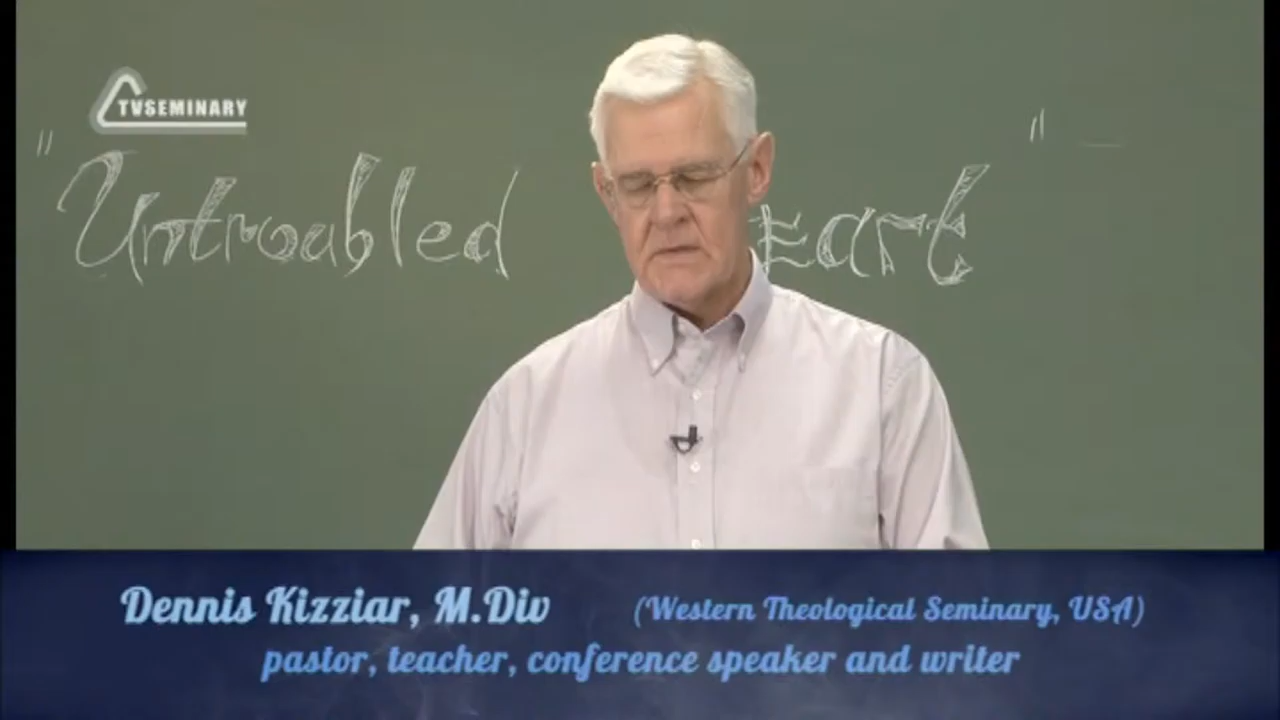 TVSEMINARY
"Untroubled eart"
Dennis Kizziar, M.Div (Western Theological Seminary, USA)
pastor, teacher, conference speaker and writer